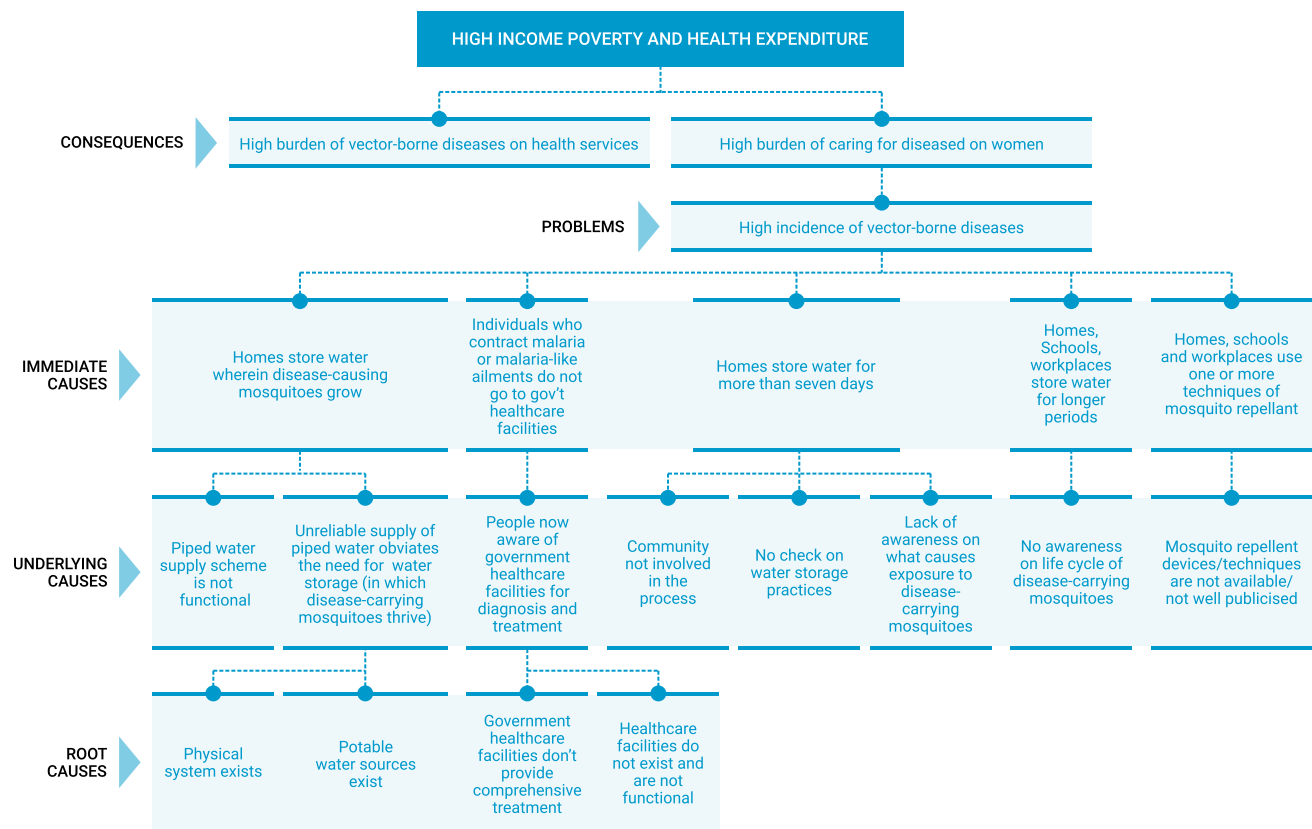 HIGH INCOME POVERTY AND HEALTH EXPENDITURE
CONSEQUENCES
High burden of vector-borne diseases on health services
High burden of caring for diseased on women
PROBLEMS
High incidence of vector-borne diseases
IMMEDIATE
CAUSES
Homes store water
wherein disease-causing
mosquitoes grow
Individuals who
contract malaria
or malaria-like
ailments do not
go to gov't
healthcare
facilities
Homes store water for
more than seven days
Homes,
Schools,
workplaces
store water
for longer
periods
Homes, schools
and workplaces use
one or more
techniques of
mosquito repellant
UNDERLYING
CAUSES
Piped water
supply scheme
is not
functional
Unreliable supply of
piped water obviates
the need for water
storage (in which
disease-carrying
mosquitoes thrive)
People now
aware of
government
healthcare
facilities for
diagnosis and
treatment
Community
not involved
in the
process
No check on
water storage
practices
Lack of
awareness on
what causes
exposure to
disease-
carrying
mosquitoes
No awareness
on life cycle of
disease-carrying
mosquitoes
Mosquito repellent
devices/techniques
are not available/
not well publicised
ROOT
CAUSES
Physical
system exists
Potable
water sources
exist
Government
healthcare
facilities don't
provide
comprehensive
treatment
Healthcare
facilities do
not exist and
are not
functional